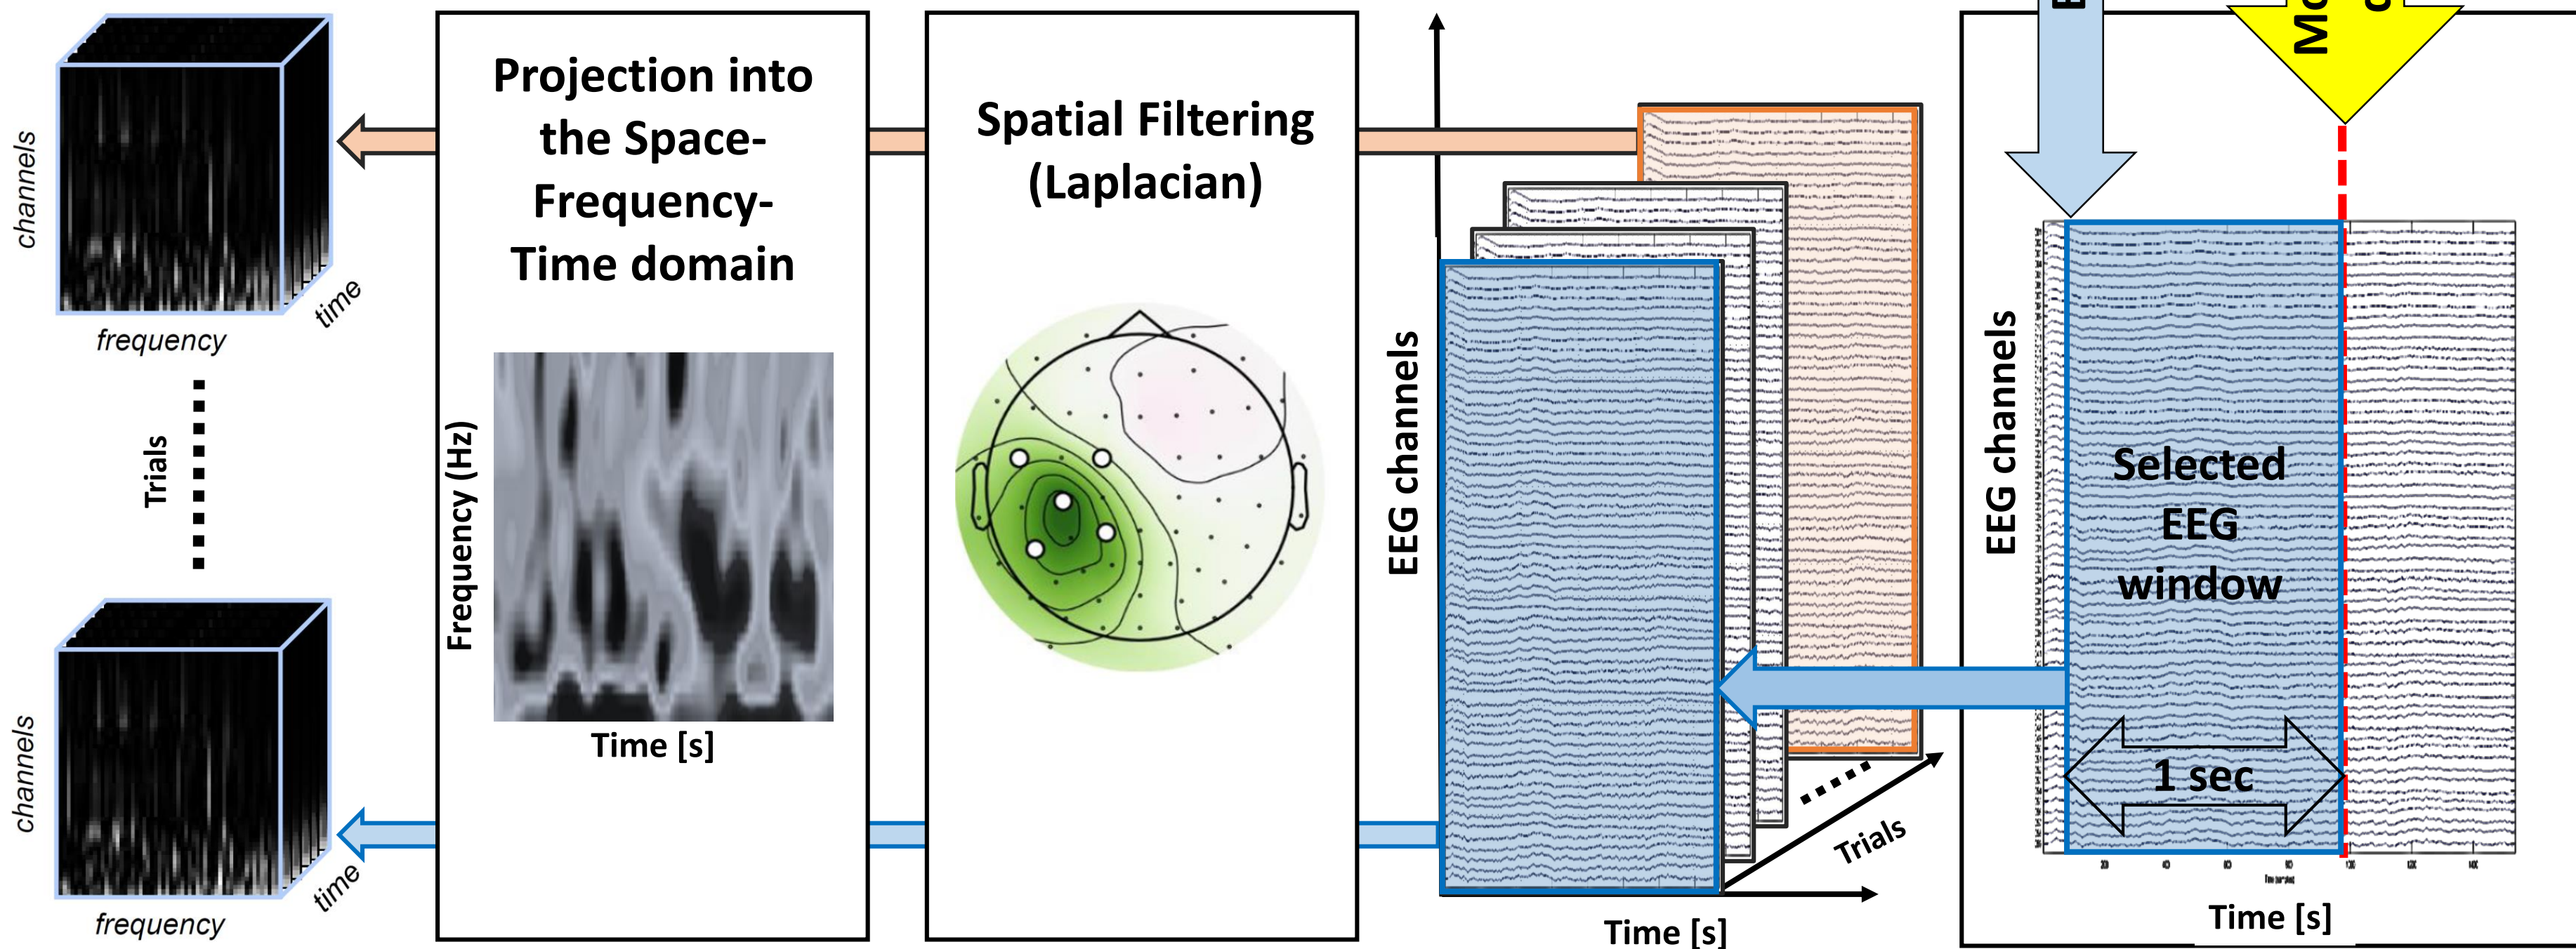 channels
frequency
time
Trials
channels
frequency
time
Projection into
the Space-
Frequency-
Time domain
Frequency (Hz)
Time [s]
Spatial Filtering
(Laplacian)
EEG channels
Trials
Time [s]
EEG channels
Selected
EEG
window
1 sec
Time [s]